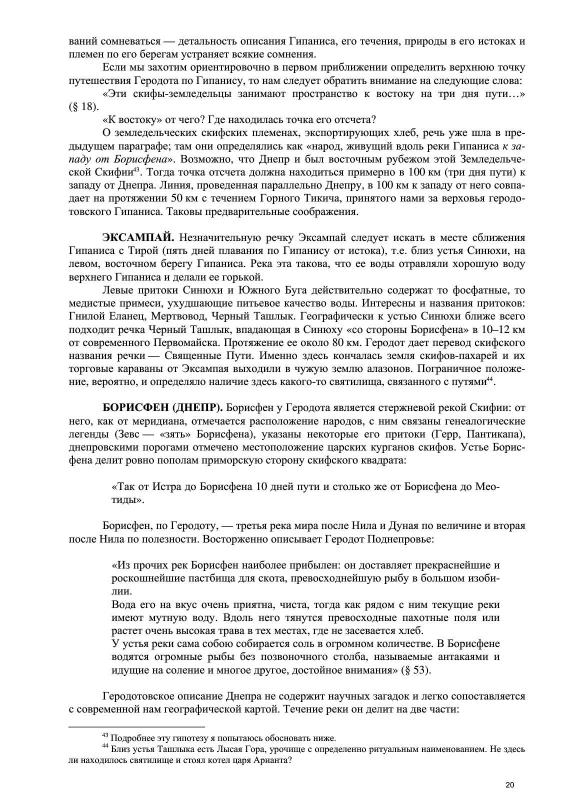 ваний сомневаться — детальность описания Гипаниса, его течения, природы в его истоках и
племен по его берегам устраняет всякие сомнения.
Если мы захотим ориентировочно в первом приближении определить верхнюю точку
путешествия Геродота по Гипанису, то нам следует обратить внимание на следующие слова:
«Эти скифы-земледельцы занимают пространство к востоку на три дня пути…»
(§ 18).
«К востоку» от чего? Где находилась точка его отсчета?
О земледельческих скифских племенах, экспортирующих хлеб, речь уже шла в пре-
дыдущем параграфе; там они определялись как «народ, живущий вдоль реки Гипаниса к за-
паду от Борисфена». Возможно, что Днепр и был восточным рубежом этой Земледельче-
ской Скифии43. Тогда точка отсчета должна находиться примерно в 100 км (три дня пути) к
западу от Днепра. Линия, проведенная параллельно Днепру, в 100 км к западу от него совпа-
дает на протяжении 50 км с течением Горного Тикича, принятого нами за верховья геродо-
товского Гипаниса. Таковы предварительные соображения.
ЭКСАМПАЙ. Незначительную речку Эксампай следует искать в месте сближения
Гипаниса с Тирой (пять дней плавания по Гипанису от истока), т.е. близ устья Синюхи, на
левом, восточном берегу Гипаниса. Река эта такова, что ее воды отравляли хорошую воду
верхнего Гипаниса и делали ее горькой.
Левые притоки Синюхи и Южного Буга действительно содержат то фосфатные, то
медистые примеси, ухудшающие питьевое качество воды. Интересны и названия притоков:
Гнилой Еланец, Мертвовод, Черный Ташлык. Географически к устью Синюхи ближе всего
подходит речка Черный Ташлык, впадающая в Синюху «со стороны Борисфена» в 10–12 км
от современного Первомайска. Протяжение ее около 80 км. Геродот дает перевод скифского
названия речки — Священные Пути. Именно здесь кончалась земля скифов-пахарей и их
торговые караваны от Эксампая выходили в чужую землю алазонов. Пограничное положе-
ние, вероятно, и определяло наличие здесь какого-то святилища, связанного с путями44.
БОРИСФЕН (ДНЕПР). Борисфен у Геродота является стержневой рекой Скифии: от
него, как от меридиана, отмечается расположение народов, с ним связаны генеалогические
легенды (Зевс — «зять» Борисфена), указаны некоторые его притоки (Герр, Пантикапа),
днепровскими порогами отмечено местоположение царских курганов скифов. Устье Борис-
фена делит ровно пополам приморскую сторону скифского квадрата:
«Так от Истра до Борисфена 10 дней пути и столько же от Борисфена до Мео-
тиды».
Борисфен, по Геродоту, — третья река мира после Нила и Дуная по величине и вторая
после Нила по полезности. Восторженно описывает Геродот Поднепровье:
«Из прочих рек Борисфен наиболее прибылен: он доставляет прекраснейшие и
роскошнейшие пастбища для скота, превосходнейшую рыбу в большом изоби-
лии.
Вода его на вкус очень приятна, чиста, тогда как рядом с ним текущие реки
имеют мутную воду. Вдоль него тянутся превосходные пахотные поля или
растет очень высокая трава в тех местах, где не засевается хлеб.
У устья реки сама собою собирается соль в огромном количестве. В Борисфене
водятся огромные рыбы без позвоночного столба, называемые антакаями и
идущие на соление и многое другое, достойное внимания» (§ 53).
Геродотовское описание Днепра не содержит научных загадок и легко сопоставляется
с современной нам географической картой. Течение реки он делит на две части:
43 Подробнее эту гипотезу я попытаюсь обосновать ниже.
44 Близ устья Ташлыка есть Лысая Гора, урочище с определенно ритуальным наименованием. Не здесь
ли находилось святилище и стоял котел царя Арианта?
20